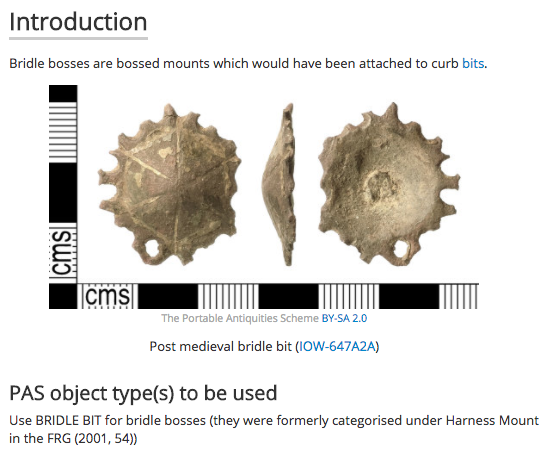 Introduction
Bridle bosses are bossed mounts which would have been attached to curb bits.
cms
cms
The Portable Antiquities Scheme BY-SA 2.0
Post medieval bridle bit (IOW-647A2A)
PAS object type(s) to be used
Use BRIDLE BIT for bridle bosses (they were formerly categorised under Harness Mount
in the FRG (2001, 54))